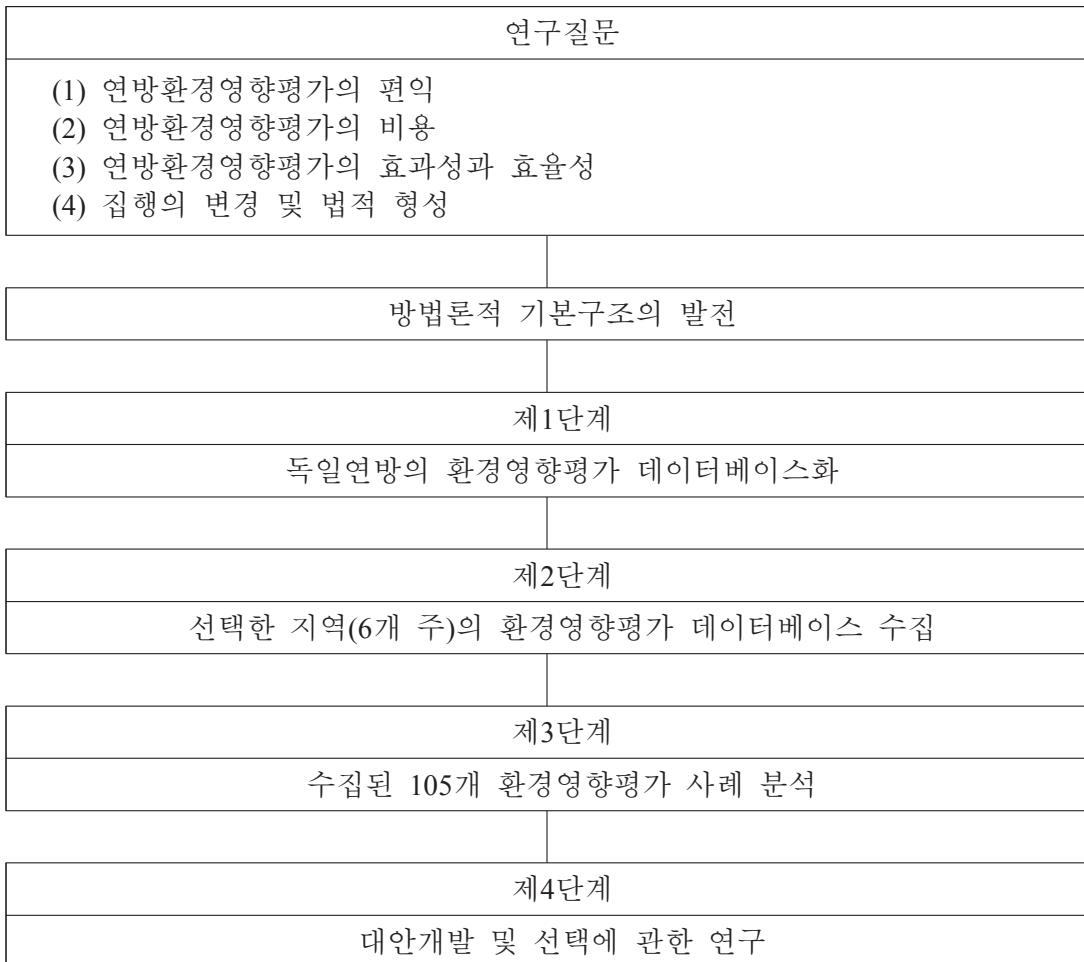 연구질문
(1) 연방환경영향평가의 편익
(2) 연방환경영향평가의 비용
(3) 연방환경영향평가의 효과성과 효율성
(4) 집행의 변경 및 법적 형성
방법론적 기본구조의 발전
제1단계
독일연방의 환경영향평가 데이터베이스화
제2단계
선택한 지역(6개 주)의 환경영향평가 데이터베이스 수집
제3단계
수집된 105개 환경영향평가 사례 분석
제4단계
대안개발 및 선택에 관한 연구